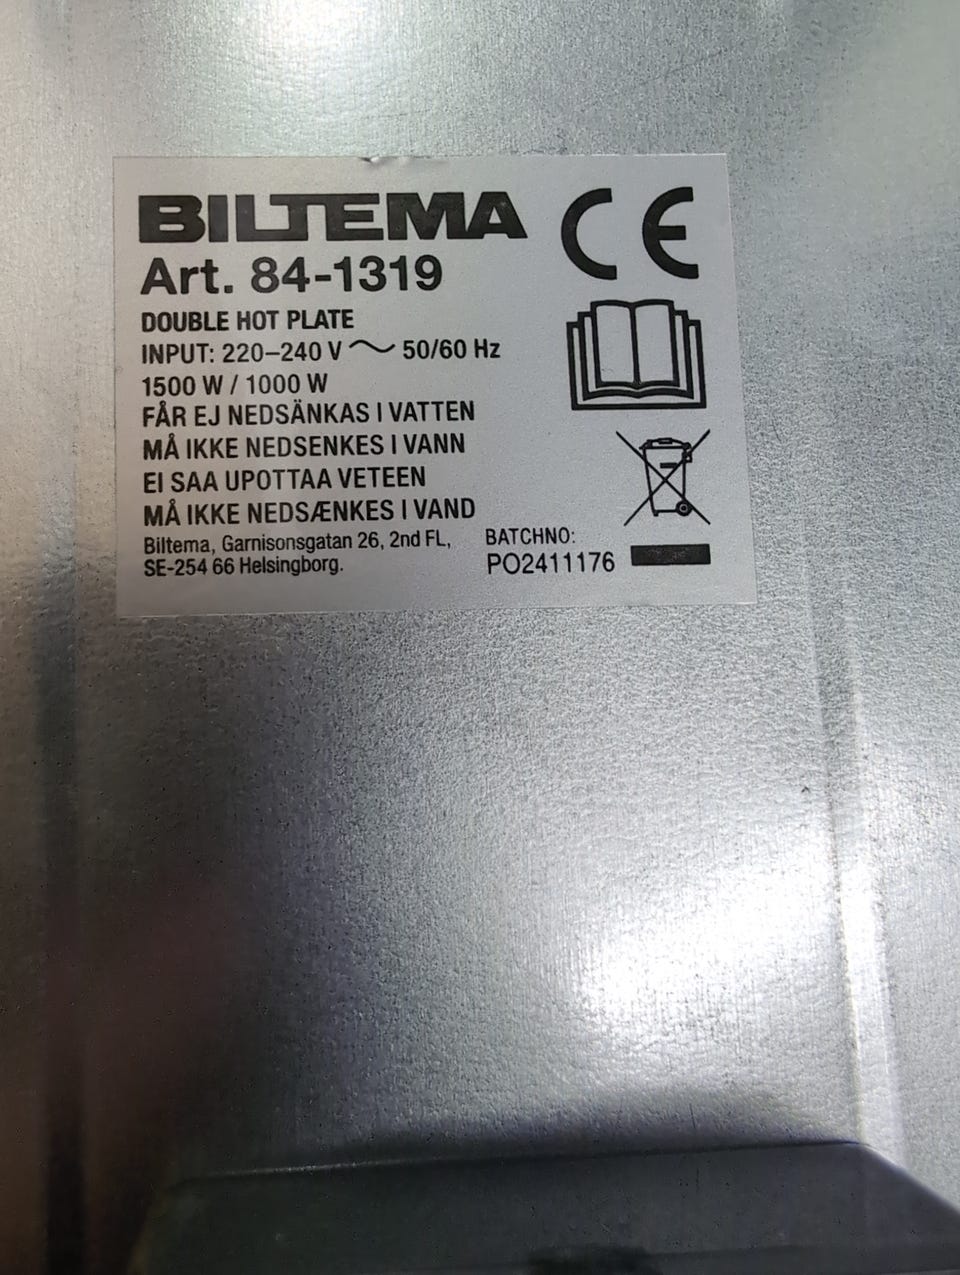 BILTEMA
CE
Art. 84-1319
DOUBLE HOT PLATE
INPUT: 220–240 V ~ 50/60 Hz
1500 W / 1000 W
FÅR EJ NEDSÄNKAS I VATTEN
MÅ IKKE NEDSENKES I VANN
EI SAA UPOTTAA VETEEN
MÅ IKKE NEDSÆNKES I VAND
Biltema, Garnisonsgatan 26, 2nd FL,
SE-254 66 Helsingborg.
BATCHNO:
PO2411176